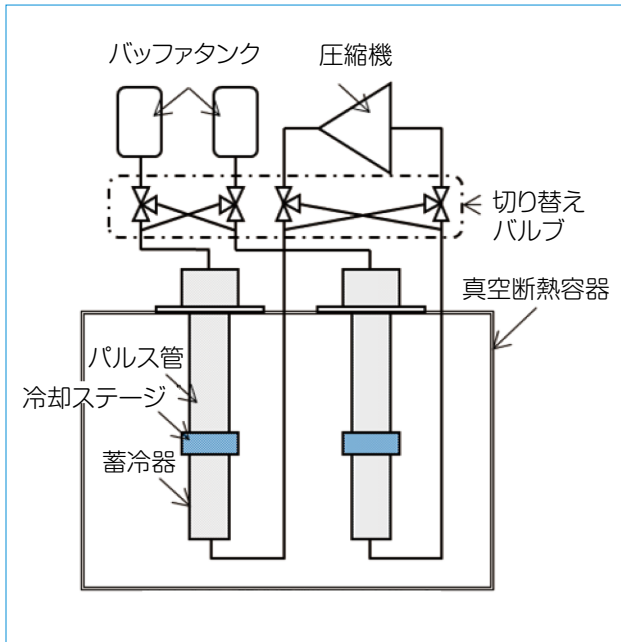 バッファタンク
圧縮機
切り替え
バルブ
真空断熱容器
パルス管
冷却ステージ
蓄冷器